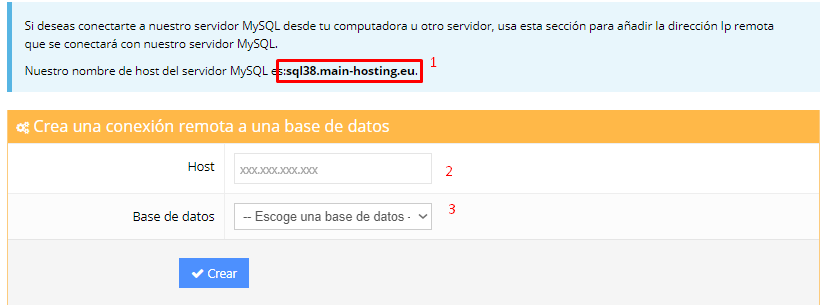 Si deseas conectarte a nuestro servidor MySQL desde tu computadora u otro servidor, usa esta sección para añadir la dirección Ip remota
que se conectará con nuestro servidor MySQL.
Nuestro nombre de host del servidor MySQL es:sql38.main-hosting.eu. 1
Crea una conexión remota a una base de datos
Host xxx.xxx.xxx.xxx 2
Base de datos -- Escoge una base de datos - 3
Crear